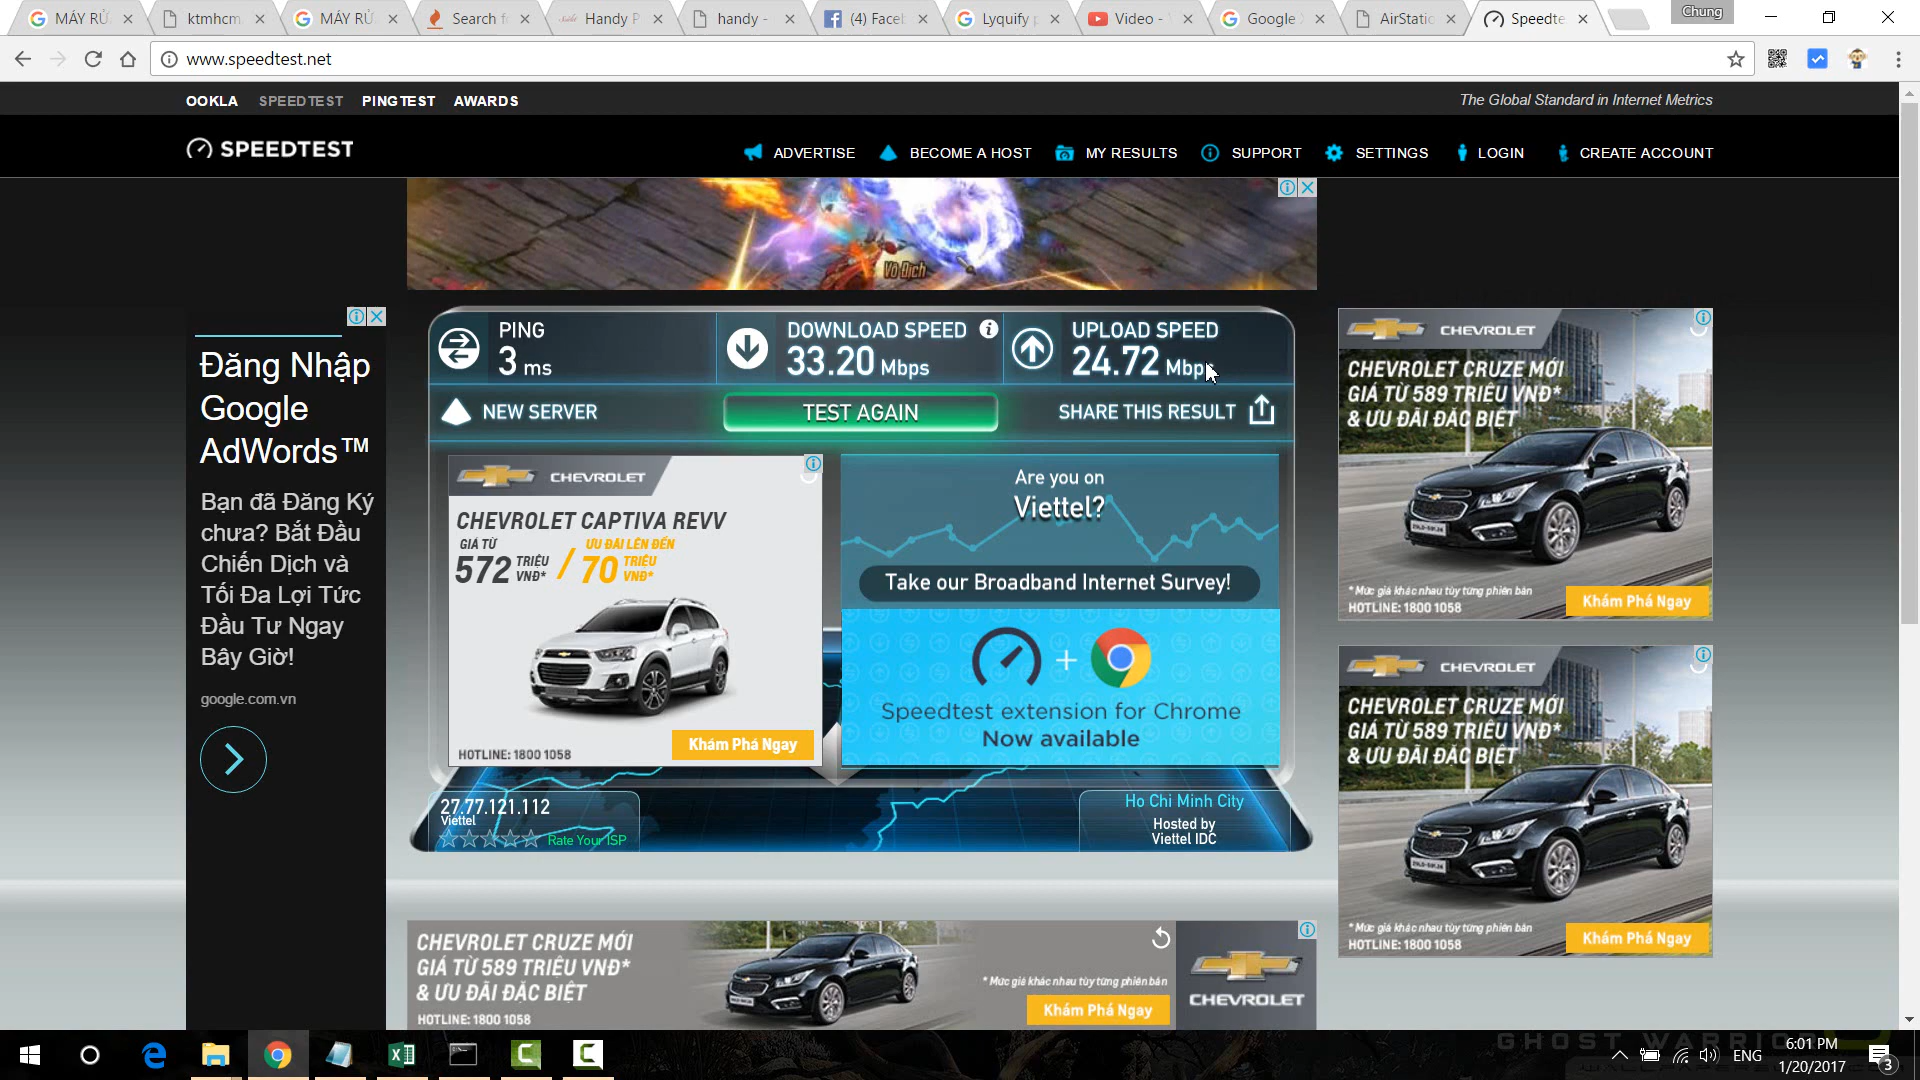 MÁY RỬ
ktmhcm
MÁY RỬ
Search f
Handy P
handy -
(4) Faceb
Lyquify p
Video -
Google
AirStatio
Speedte
Chung
www.speedtest.net
OOKLA SPEEDTEST PINGTEST AWARDS
The Global Standard in Internet Metrics
SPEEDTEST
ADVERTISE BECOME A HOST MY RESULTS SUPPORT SETTINGS LOGIN CREATE ACCOUNT
Vô Địch
PING
3 ms
DOWNLOAD SPEED
33.20 Mbps
UPLOAD SPEED
24.72 Mbp
NEW SERVER
TEST AGAIN
SHARE THIS RESULT
Đăng Nhập
Google
AdWords™
Bạn đã Đăng Ký
chưa? Bắt Đầu
Chiến Dịch và
Tối Đa Lợi Tức
Đầu Tư Ngay
Bây Giờ!
google.com.vn
CHEVROLET
CHEVROLET CAPTIVA REVV
GIÁ TỪ
572 TRIỆU VNĐ*
ƯU ĐÃI LÊN ĐẾN
/ 70 TRIỆU VNĐ*
HOTLINE: 1800 1058
Khám Phá Ngay
Are you on
Viettel?
Take our Broadband Internet Survey!
+
Speedtest extension for Chrome
Now available
27.77.121.112
Viettel
Rate Your ISP
Ho Chi Minh City
Hosted by
Viettel IDC
CHEVROLET
CHEVROLET CRUZE MỚI
GIÁ TỪ 589 TRIỆU VNĐ*
& ƯU ĐÃI ĐẶC BIỆT
* Mức giá khác nhau tùy từng phiên bản
HOTLINE: 1800 1058
Khám Phá Ngay
CHEVROLET
CHEVROLET CRUZE MỚI
GIÁ TỪ 589 TRIỆU VNĐ*
& ƯU ĐÃI ĐẶC BIỆT
* Mức giá khác nhau tùy từng phiên bản
HOTLINE: 1800 1058
Khám Phá Ngay
CHEVROLET CRUZE MỚI
GIÁ TỪ 589 TRIỆU VNĐ*
& ƯU ĐÃI ĐẶC BIỆT
HOTLINE: 1800 1058
* Mức giá khác nhau tùy từng phiên bản
Khám Phá Ngay
CHEVROLET
GHOST WARRIOR
ENG
6:01 PM
1/20/2017
3